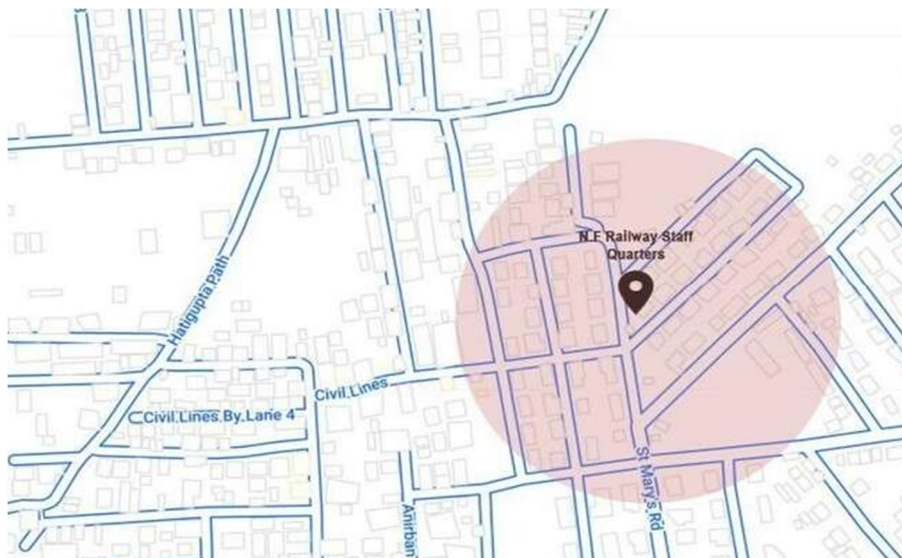 N.F Railway Staff
Quarters
Hatigupta Path
Civil Lines
Civil Lines By Lane 4
St Mary's Rd
Anirban